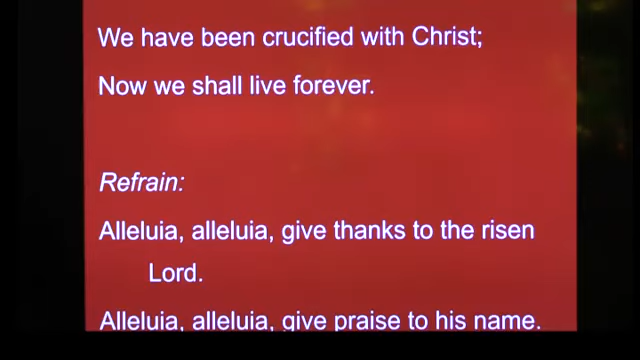 We have been crucified with Christ;
Now we shall live forever.
Refrain:
Alleluia, alleluia, give thanks to the risen
Lord.
Alleluia, alleluia, give praise to his name.